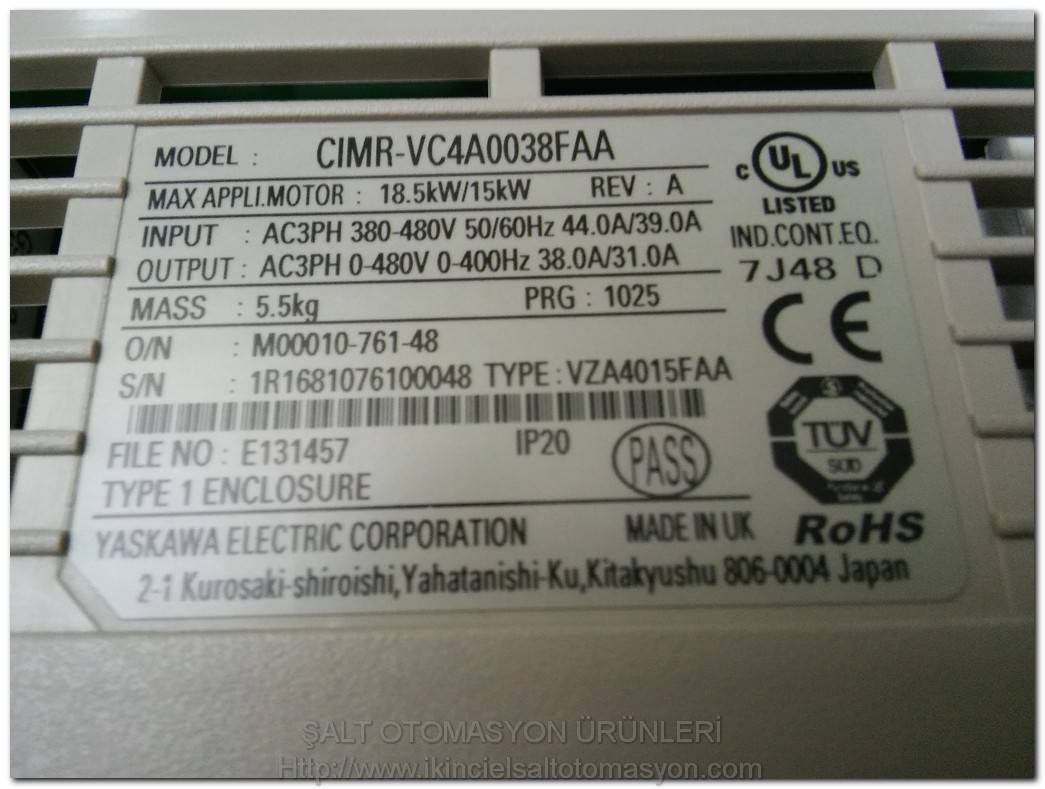 MODEL : CIMR-VC4A0038FAA
MAX APPLI.MOTOR : 18.5kW/15kW REV : A
INPUT : AC3PH 380-480V 50/60Hz 44.0A/39.0A
OUTPUT : AC3PH 0-480V 0-400Hz 38.0A/31.0A
MASS : 5.5kg PRG : 1025
O/N : M00010-761-48
S/N : 1R1681076100048 TYPE : VZA4015FAA
FILE NO : E131457 IP20
PASS
TYPE 1 ENCLOSURE
YASKAWA ELECTRIC CORPORATION MADE IN UK
2-1 Kurosaki-shiroishi,Yahatanishi-Ku,Kitakyushu 806-0004 Japan
C UL US
LISTED
IND.CONT.EQ.
7J48 D
CE
TÜV
SÜD
RoHS
ŞALT OTOMASYON ÜRÜNLERİ
Http://www.ikincielsaltotomasyon.com